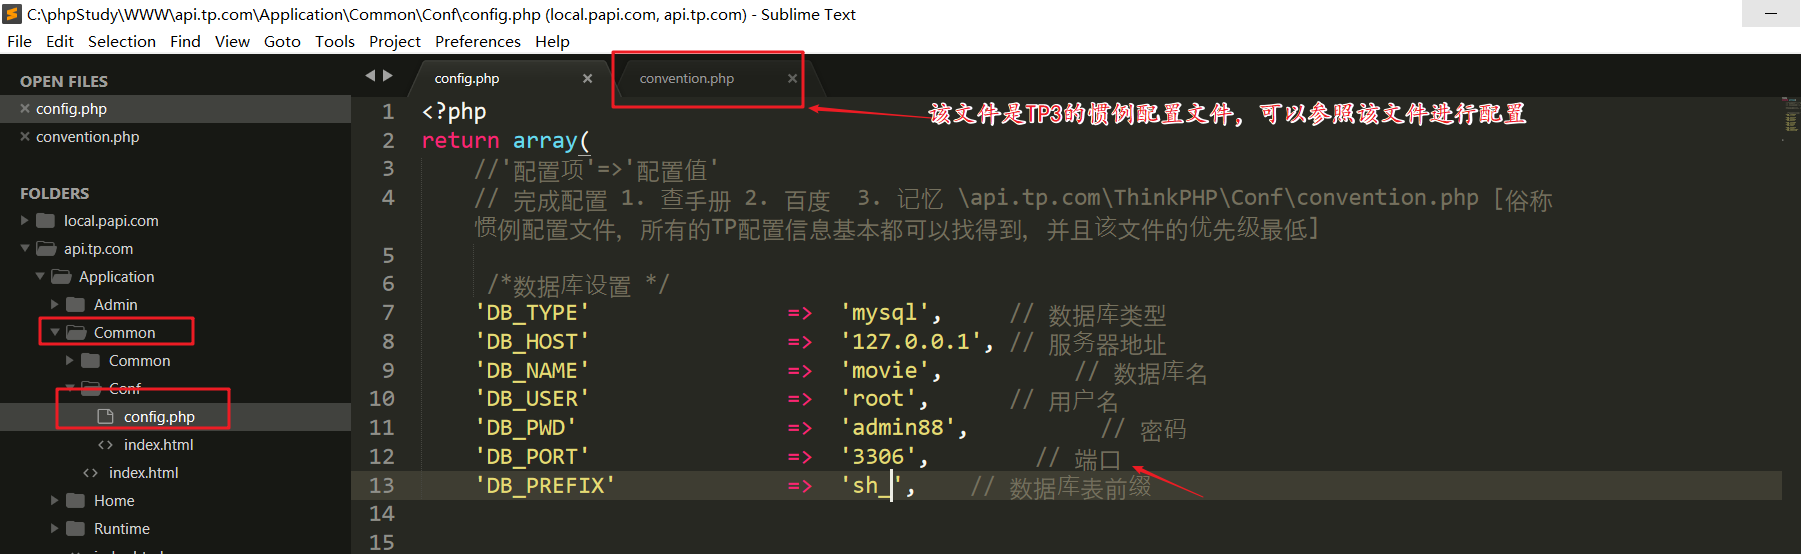 C:\phpStudy\WWW\api.tp.com\Application\Common\Conf\config.php (local.papi.com, api.tp.com) - Sublime Text
File Edit Selection Find View Goto Tools Project Preferences Help
OPEN FILES
config.php
convention.php
FOLDERS
local.papi.com
api.tp.com
Application
Admin
Common
Common
Conf
config.php
index.html
index.html
Home
Runtime
config.php convention.php
该文件是TP3的惯例配置文件，可以参照该文件进行配置
1 <?php
2 return array(
3 //'配置项'=>'配置值'
4 // 完成配置 1. 查手册 2. 百度 3. 记忆 \api.tp.com\ThinkPHP\Conf\convention.php [俗称
惯例配置文件，所有的TP配置信息基本都可以找得到，并且该文件的优先级最低]
5
6 /*数据库设置 */
7 'DB_TYPE' => 'mysql', // 数据库类型
8 'DB_HOST' => '127.0.0.1', // 服务器地址
9 'DB_NAME' => 'movie', // 数据库名
10 'DB_USER' => 'root', // 用户名
11 'DB_PWD' => 'admin88', // 密码
12 'DB_PORT' => '3306', // 端口
13 'DB_PREFIX' => 'sh_', // 数据库表前缀
14
15